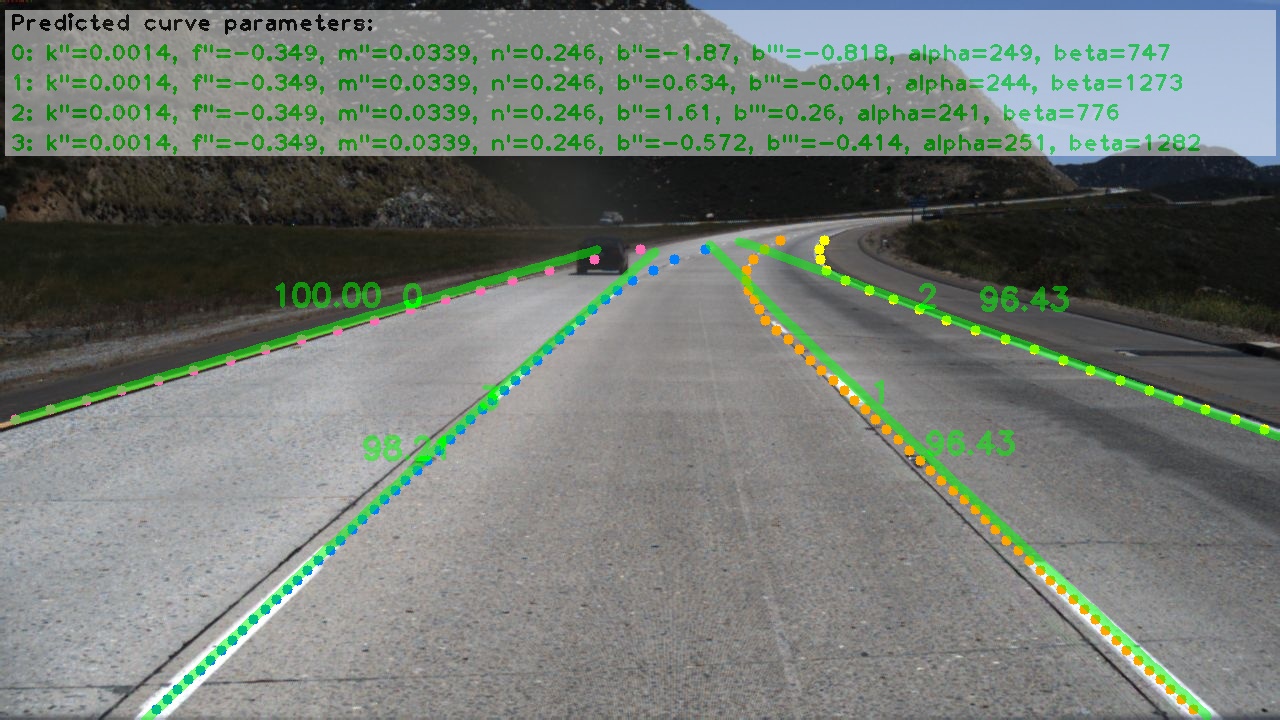 Predicted curve parameters:
0: k"=0.0014, f"=-0.349, m"=0.0339, n'=0.246, b"=-1.87, b'''=-0.818, alpha=249, beta=747
1: k"=0.0014, f"=-0.349, m"=0.0339, n'=0.246, b"=0.634, b'''=-0.041, alpha=244, beta=1273
2: k"=0.0014, f"=-0.349, m"=0.0339, n'=0.246, b"=1.61, b'''=0.26, alpha=241, beta=776
3: k"=0.0014, f"=-0.349, m"=0.0339, n'=0.246, b"=-0.572, b'''=-0.414, alpha=251, beta=1282
100.00 0
2 96.43
1
98.43